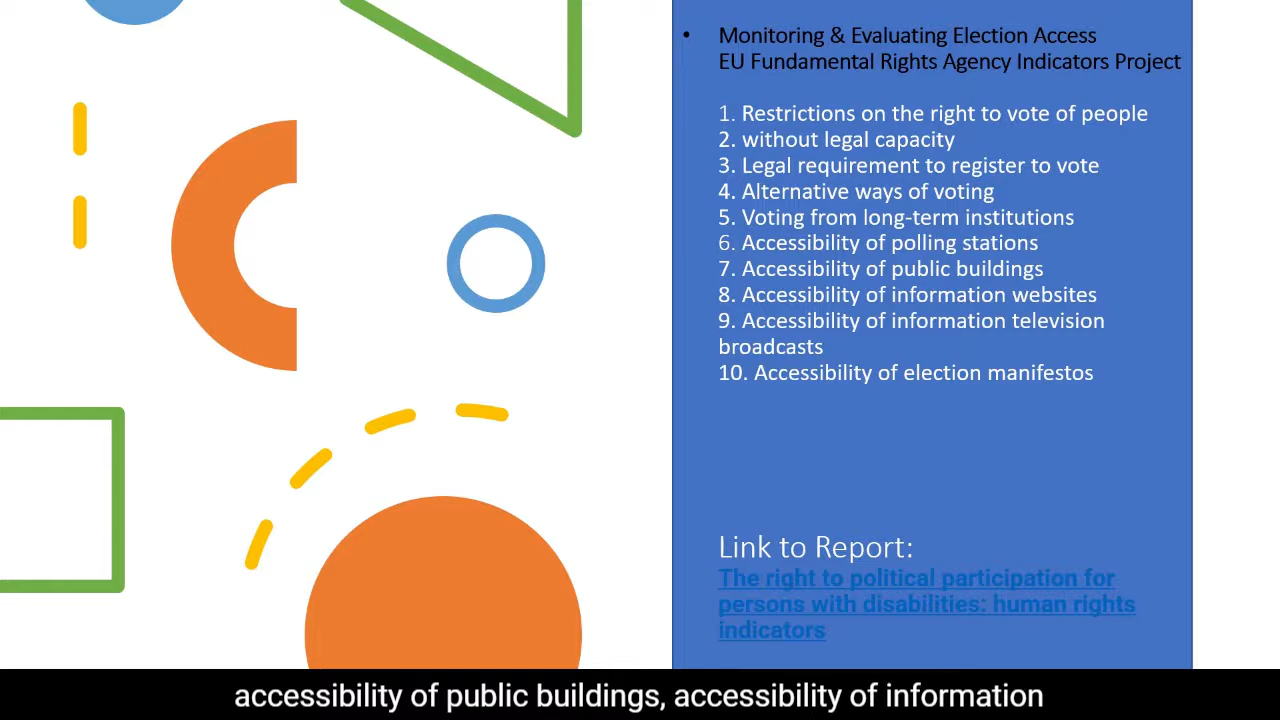 • Monitoring & Evaluating Election Access
EU Fundamental Rights Agency Indicators Project
1. Restrictions on the right to vote of people
2. without legal capacity
3. Legal requirement to register to vote
4. Alternative ways of voting
5. Voting from long-term institutions
6. Accessibility of polling stations
7. Accessibility of public buildings
8. Accessibility of information websites
9. Accessibility of information television
broadcasts
10. Accessibility of election manifestos
Link to Report:
The right to political participation for
persons with disabilities: human rights
indicators
accessibility of public buildings, accessibility of information